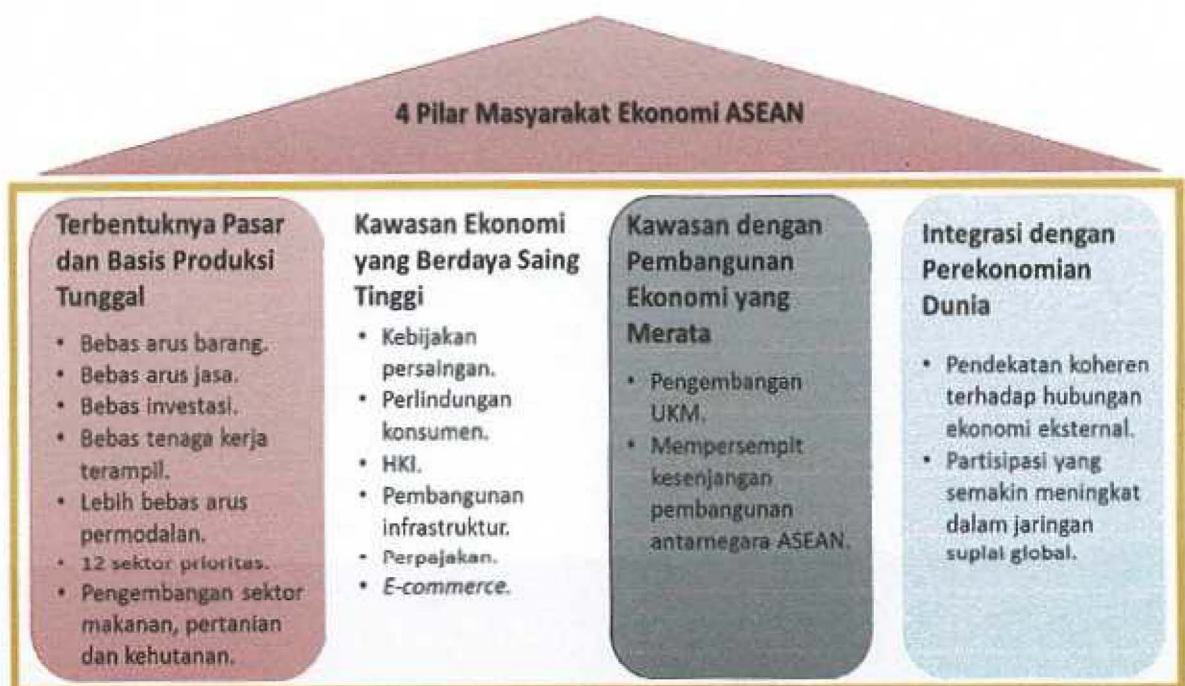 4 Pilar Masyarakat Ekonomi ASEAN
Terbentuknya Pasar
dan Basis Produksi
Tunggal
• Bebas arus barang.
• Bebas arus jasa.
• Bebas investasi.
• Bebas tenaga kerja
terampil.
• Lebih bebas arus
permodalan.
• 12 sektor prioritas.
• Pengembangan sektor
makanan, pertanian
dan kehutanan.
Kawasan Ekonomi
yang Berdaya Saing
Tinggi
• Kebijakan
persaingan.
• Perlindungan
konsumen.
• HKI.
• Pembangunan
infrastruktur.
• Perpajakan.
• E-commerce.
Kawasan dengan
Pembangunan
Ekonomi yang
Merata
• Pengembangan
UKM.
• Mempersempit
kesenjangan
pembangunan
antarnegara ASEAN.
Integrasi dengan
Perekonomian
Dunia
• Pendekatan koheren
terhadap hubungan
ekonomi eksternal.
• Partisipasi yang
semakin meningkat
dalam jaringan
suplai global.